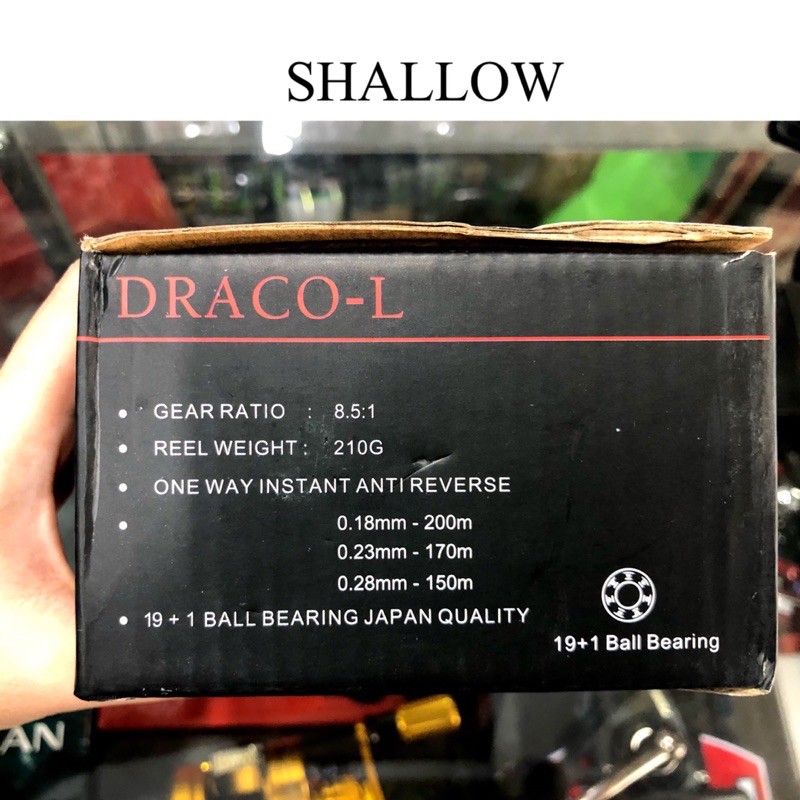 SHALLOW
DRACO-L
• GEAR RATIO : 8.5:1
• REEL WEIGHT : 210G
• ONE WAY INSTANT ANTI REVERSE
• 0.18mm - 200m
0.23mm - 170m
0.28mm - 150m
• 19 + 1 BALL BEARING JAPAN QUALITY
19+1 Ball Bearing
AN